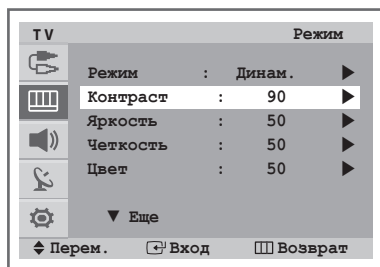 TV Режим
Режим : Динам. ▶
Контраст : 90 ▶
Яркость : 50 ▶
Четкость : 50 ▶
Цвет : 50 ▶
▼ Еще
Перем. Вход Возврат